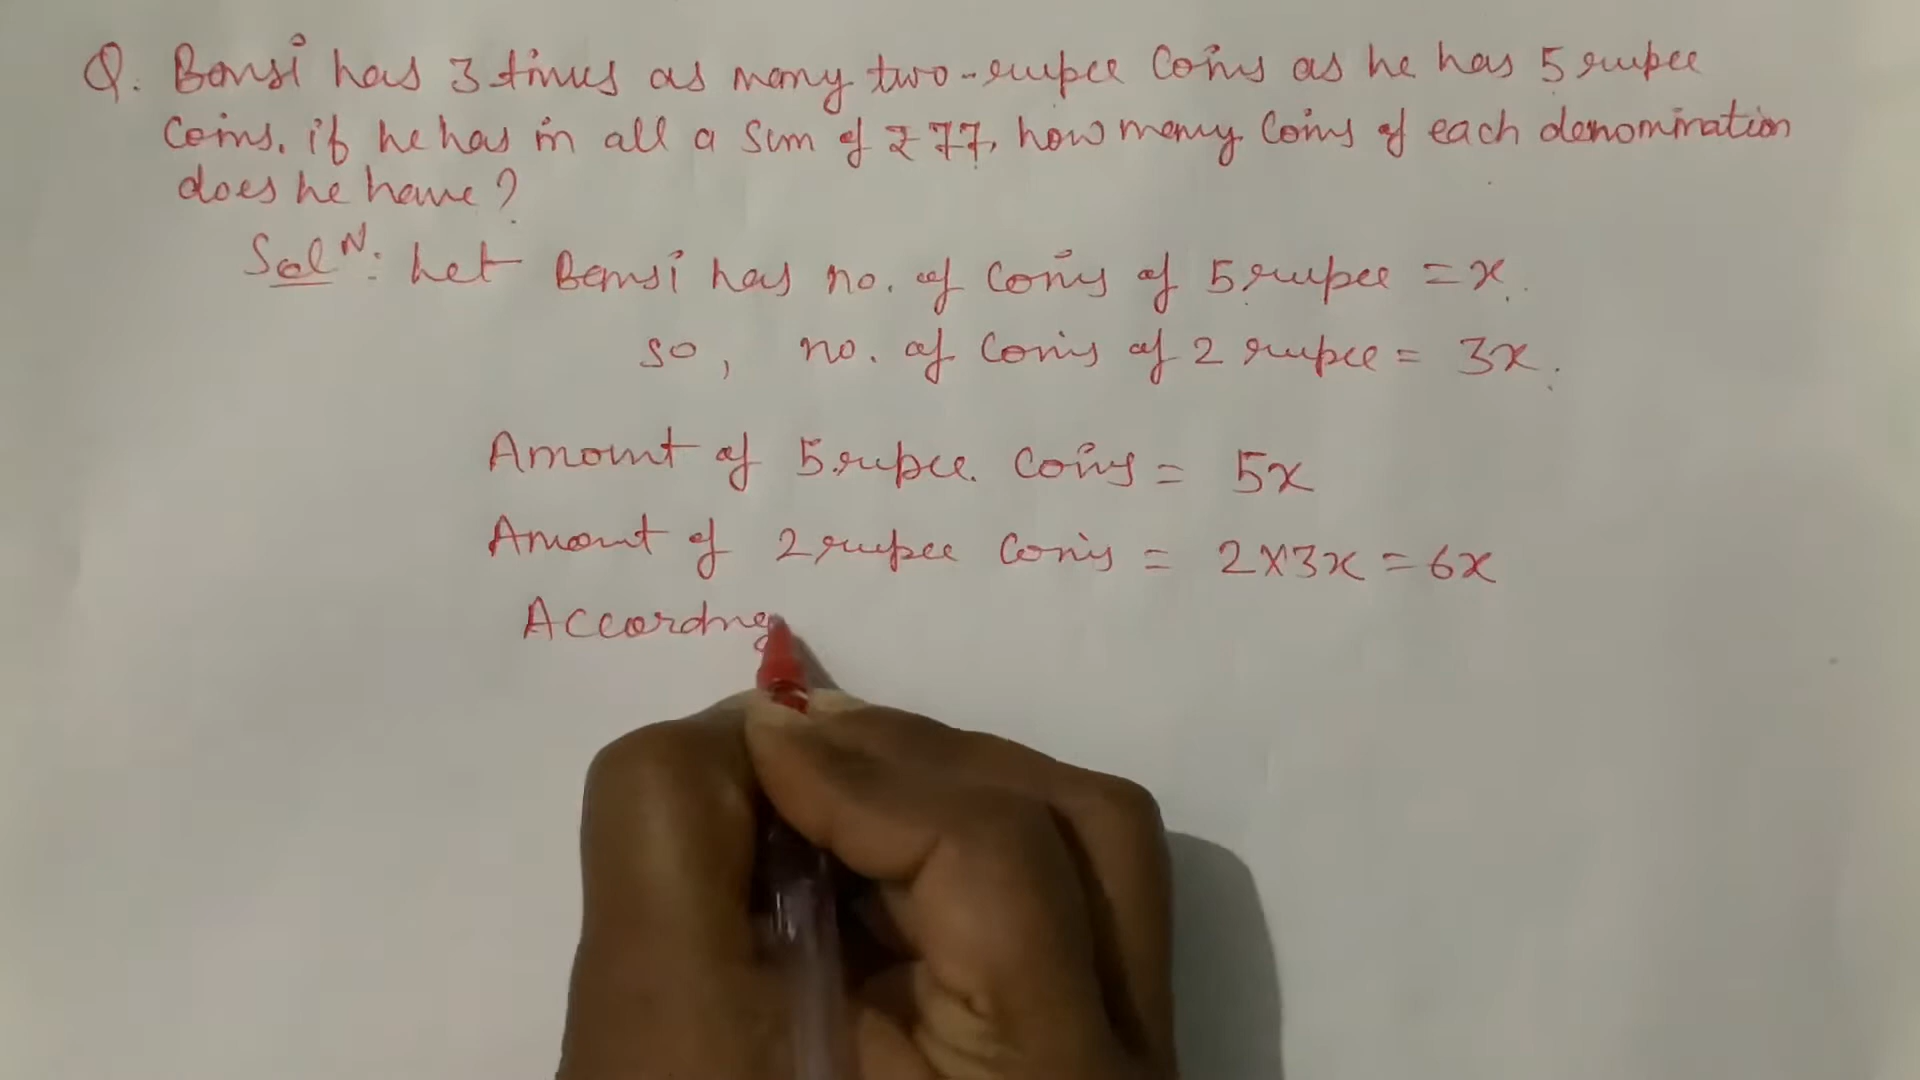 Q. Bansi has 3 times as many two-rupee Coins as he has 5 rupee
Coins. if he has in all a Sum of ₹ 77, how many Coins of each denomination
does he have?
Solᴺ: Let Bansi has no. of Coins of 5 rupee = x.
so, no. of Coins of 2 rupee = 3x.
Amount of 5 rupee Coins = 5x
Amount of 2 rupee Coins = 2×3x = 6x
Accordng